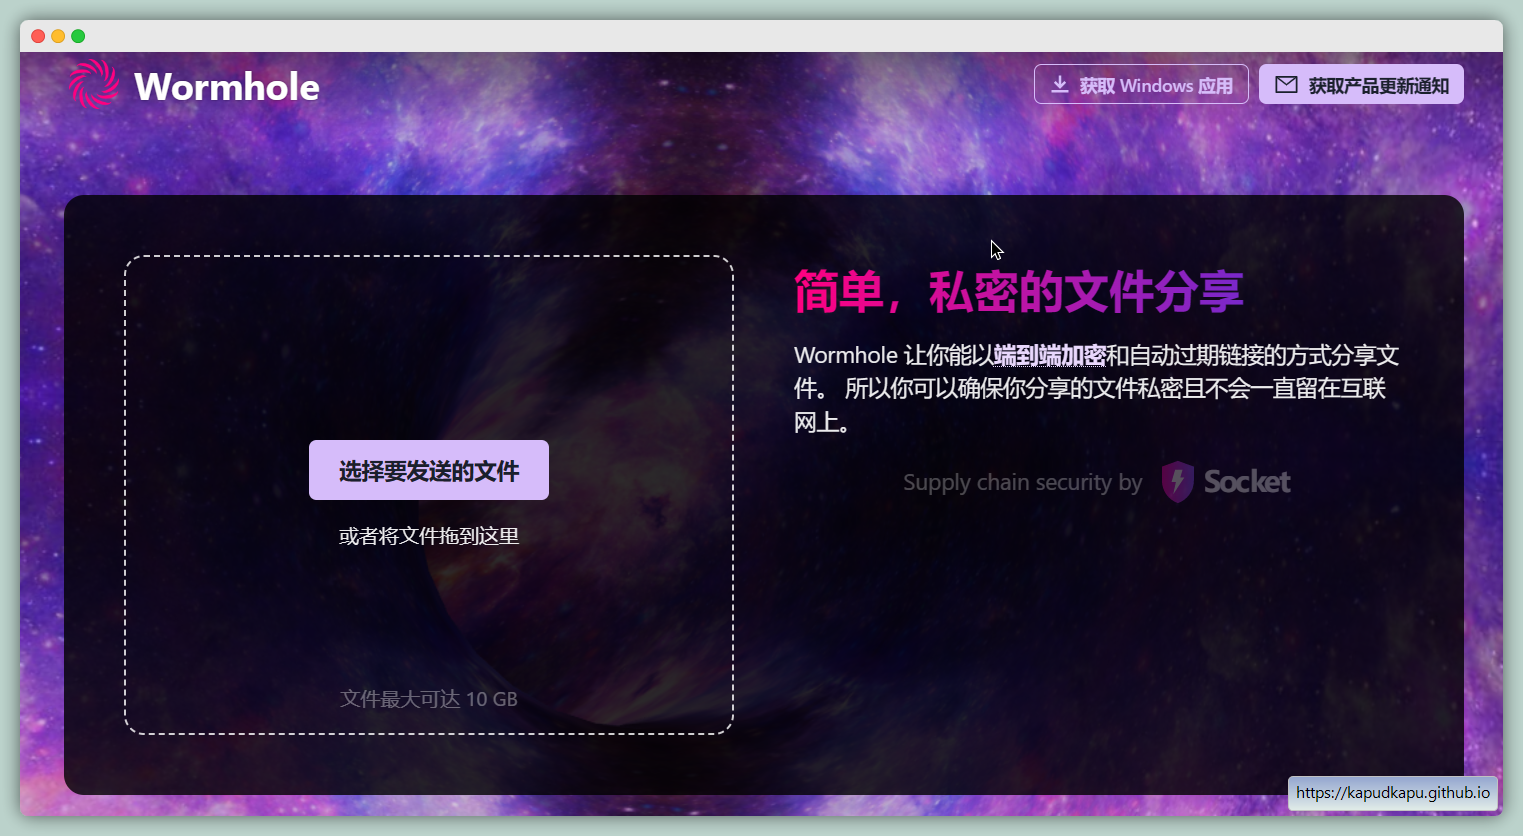 Wormhole
获取 Windows 应用
获取产品更新通知
简单，私密的文件分享
Wormhole 让你能以端到端加密和自动过期链接的方式分享文
件。 所以你可以确保你分享的文件私密且不会一直留在互联
网上。
Supply chain security by Socket
选择要发送的文件
或者将文件拖到这里
文件最大可达 10 GB
https://kapudkapu.github.io